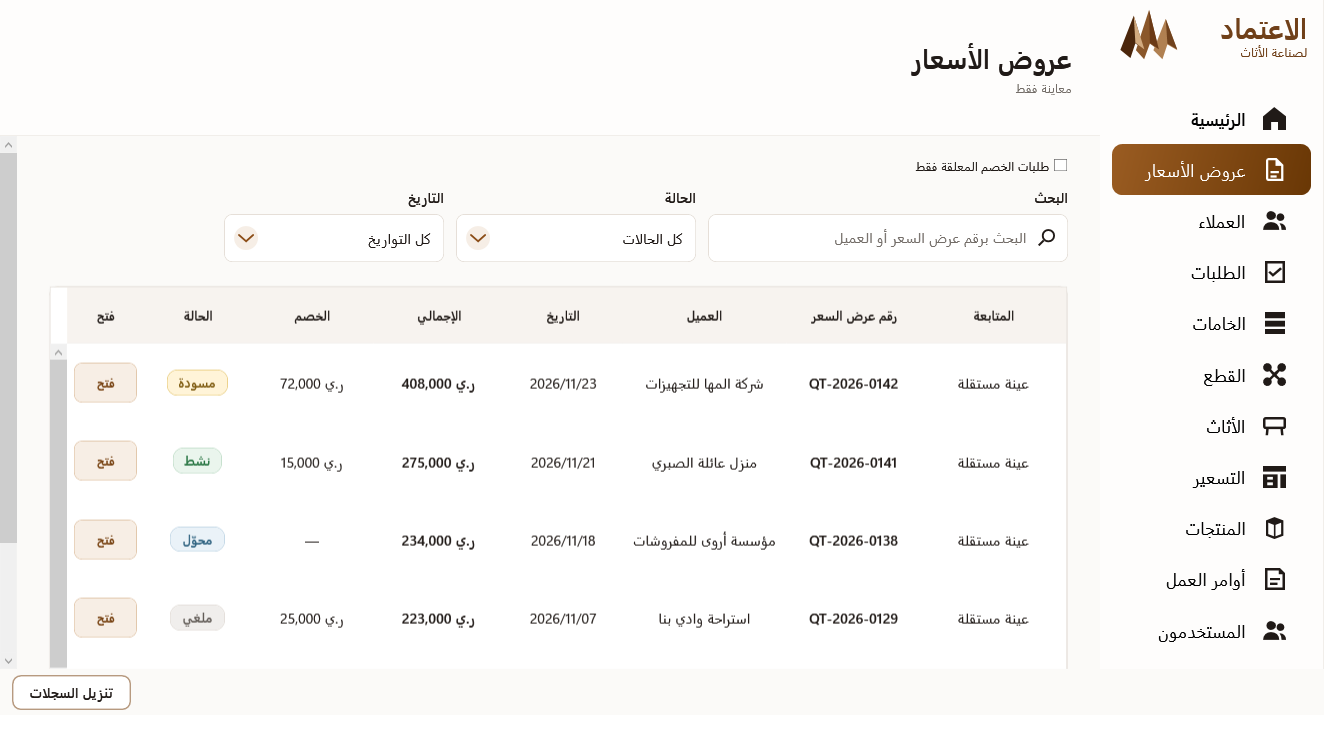 الاعتماد
لصناعة الأثاث
الرئيسية
عروض الأسعار
العملاء
الطلبات
الخامات
القطع
الأثاث
التسعير
المنتجات
أوامر العمل
المستخدمون
عروض الأسعار
معاينة فقط
طلبات الخصم المعلقة فقط
البحث الحالة التاريخ
البحث برقم عرض السعر أو العميل كل الحالات كل التواريخ
المتابعة رقم عرض السعر العميل التاريخ الإجمالي الخصم الحالة فتح
عينة مستقلة QT-2026-0142 شركة المها للتجهيزات 2026/11/23 408,000 ر.ي 72,000 ر.ي مسودة فتح
عينة مستقلة QT-2026-0141 منزل عائلة الصبري 2026/11/21 275,000 ر.ي 15,000 ر.ي نشط فتح
عينة مستقلة QT-2026-0138 مؤسسة أروى للمفروشات 2026/11/18 234,000 ر.ي — محوّل فتح
عينة مستقلة QT-2026-0129 استراحة وادي بنا 2026/11/07 223,000 ر.ي 25,000 ر.ي ملغي فتح
تنزيل السجلات